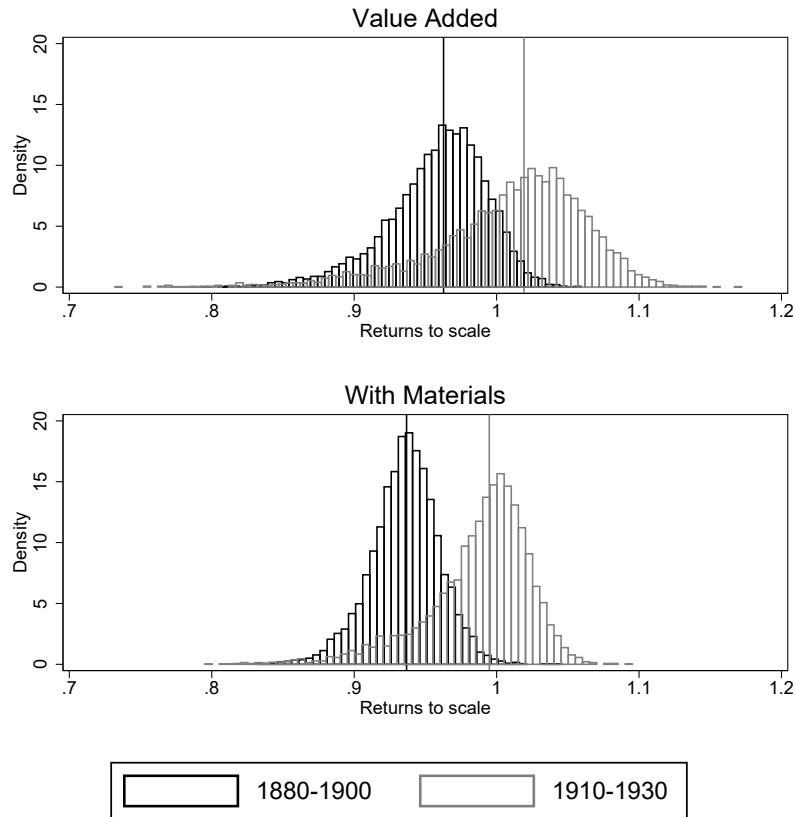 Value Added
20
15
10
5
0
Density
.7 .8 .9 1 1.1 1.2
Returns to scale
With Materials
20
15
10
5
0
Density
.7 .8 .9 1 1.1 1.2
Returns to scale
1880-1900 1910-1930